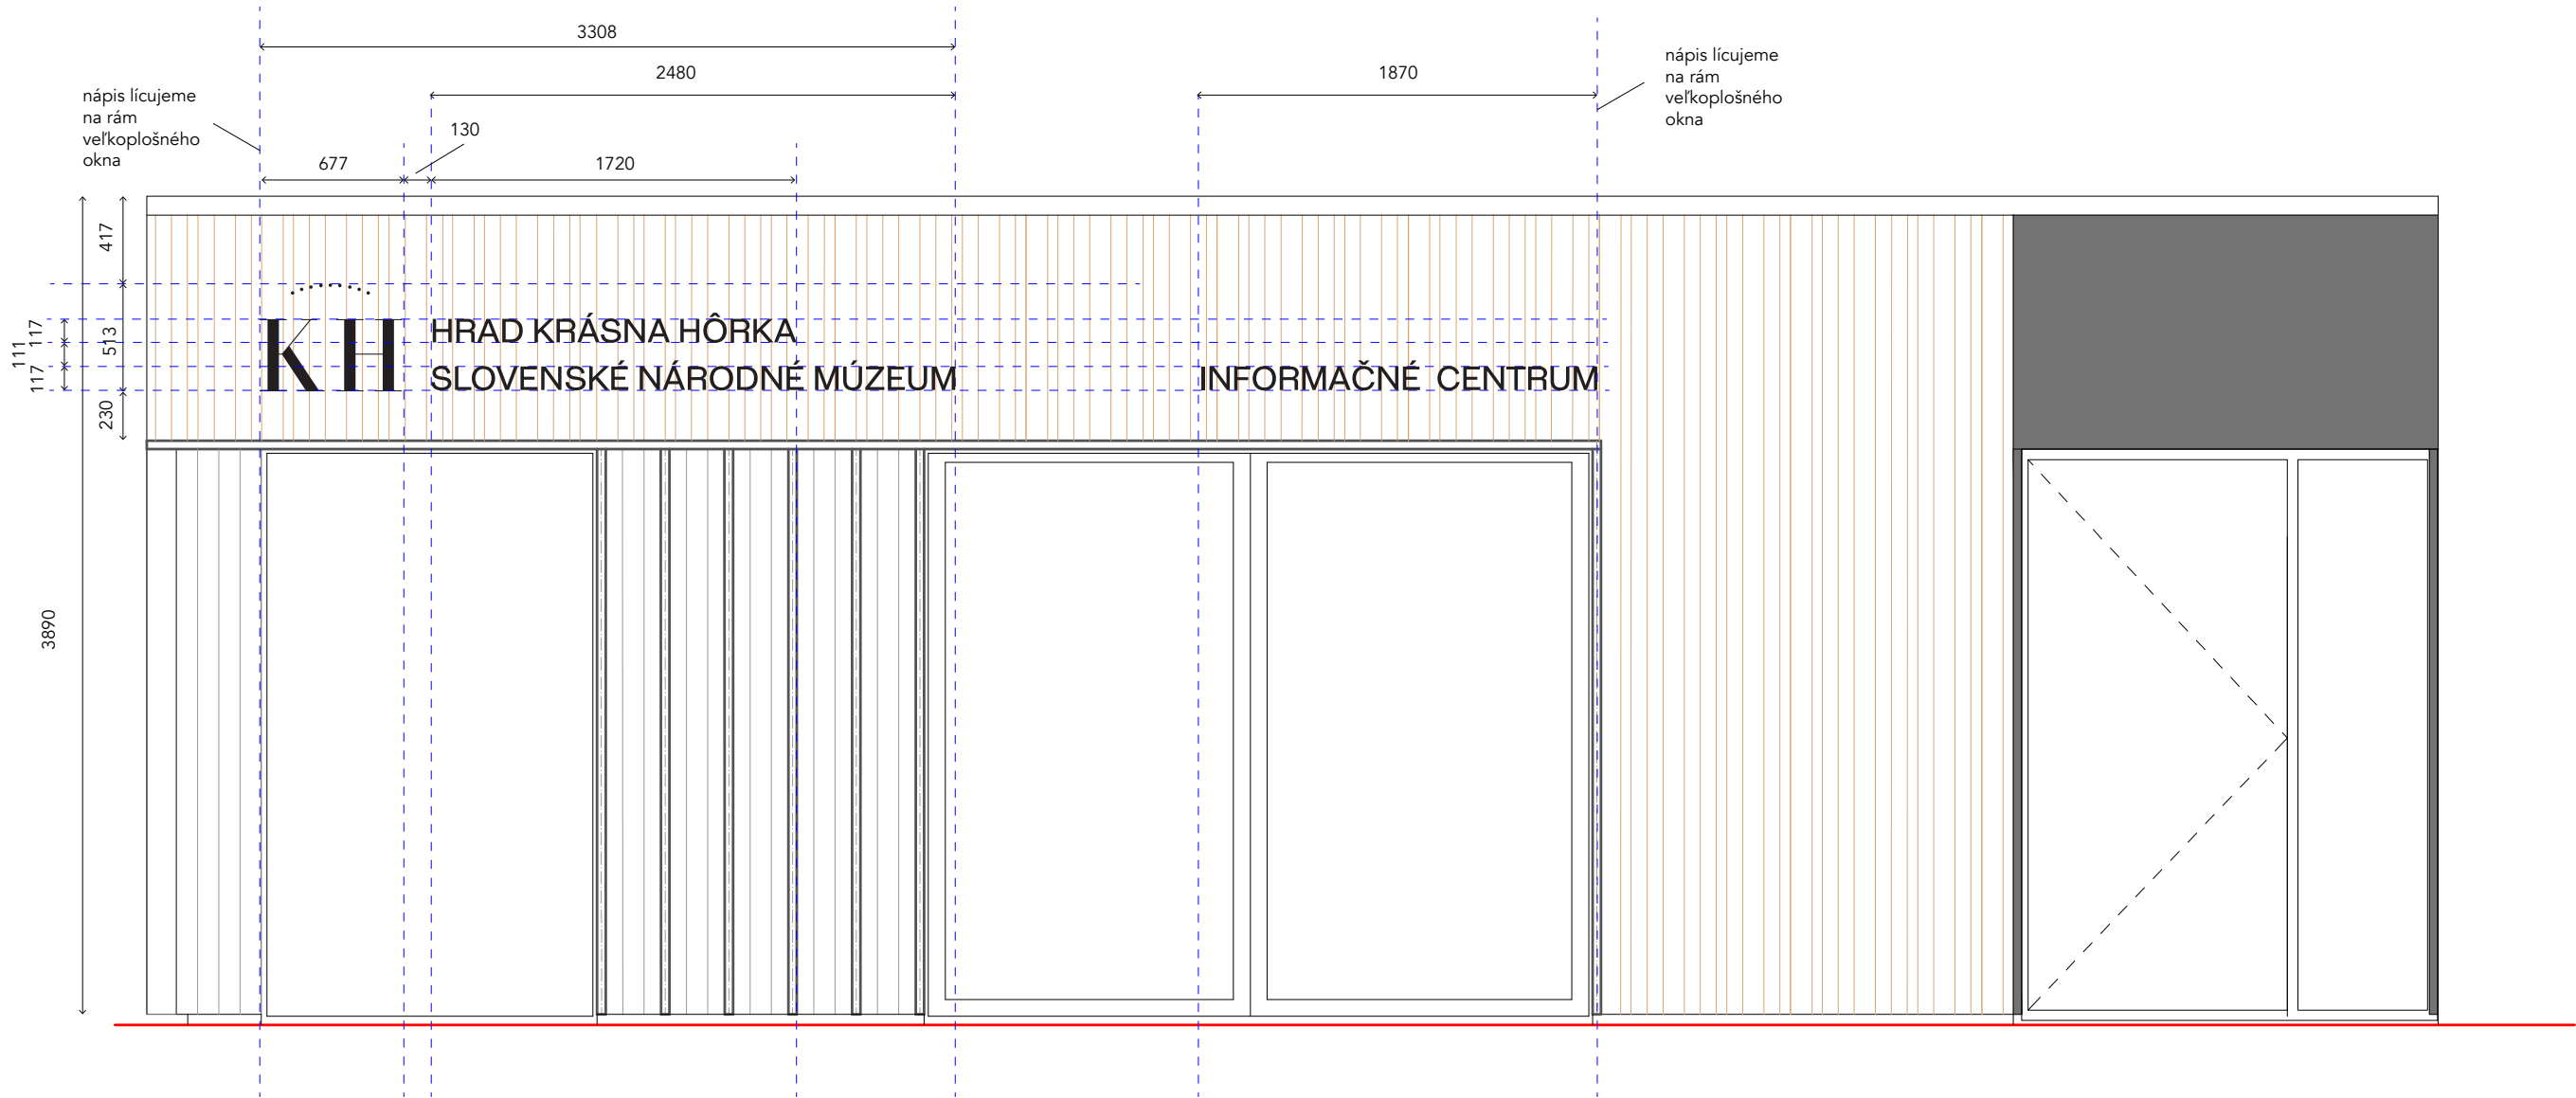 3308
2480
1870
nápis lícujeme
na rám
veľkoplošného
okna
nápis lícujeme
na rám
veľkoplošného
okna
130
677
1720
417
513
117
111
117
230
3890
KH
HRAD KRÁSNA HÔRKA
SLOVENSKÉ NÁRODNÉ MÚZEUM
INFORMAČNÉ CENTRUM